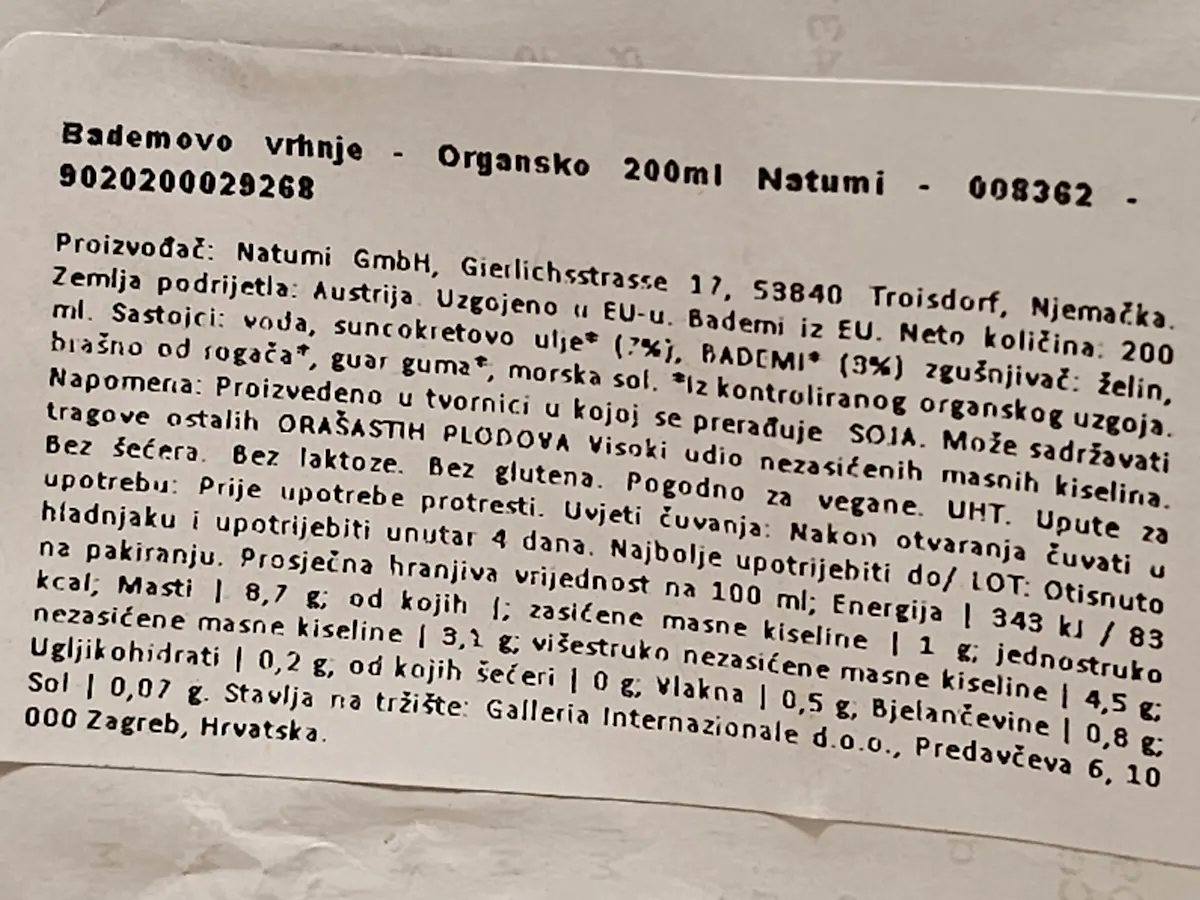 Bademovo vrhnje - Organsko 200ml Natumi - 008362 -
9020200029268
Proizvođač: Natumi GmbH, Gierlichsstrasse 17, 53840 Troisdorf, Njemačka.
Zemlja podrijetla: Austrija. Uzgojeno u EU-u. Bademi iz EU. Neto količina: 200
ml. Sastojci: voda, suncokretovo ulje* (7%), BADEMI* (3%) zgušnjivač: želin,
brašno od rogača*, guar guma*, morska sol. *Iz kontroliranog organskog uzgoja.
Napomena: Proizvedeno u tvornici u kojoj se prerađuje SOJA. Može sadržavati
tragove ostalih ORAŠASTIH PLODOVA Visoki udio nezasićenih masnih kiselina.
Bez šećera. Bez laktoze. Bez glutena. Pogodno za vegane. UHT. Upute za
upotrebu: Prije upotrebe protresti. Uvjeti čuvanja: Nakon otvaranja čuvati u
hladnjaku i upotrijebiti unutar 4 dana. Najbolje upotrijebiti do/ LOT: Otisnuto
na pakiranju. Prosječna hranjiva vrijednost na 100 ml; Energija | 343 kJ / 83
kcal; Masti | 8,7 g; od kojih |; zasićene masne kiseline | 1 g; jednostruko
nezasićene masne kiseline | 3,1 g; višestruko nezasićene masne kiseline | 4,5 g;
Ugljikohidrati | 0,2 g; od kojih šećeri | 0 g; Vlakna | 0,5 g; Bjelančevine | 0,8 g;
Sol | 0,07 g. Stavlja na tržište: Galleria Internazionale d.o.o., Predavčeva 6, 10
000 Zagreb, Hrvatska.